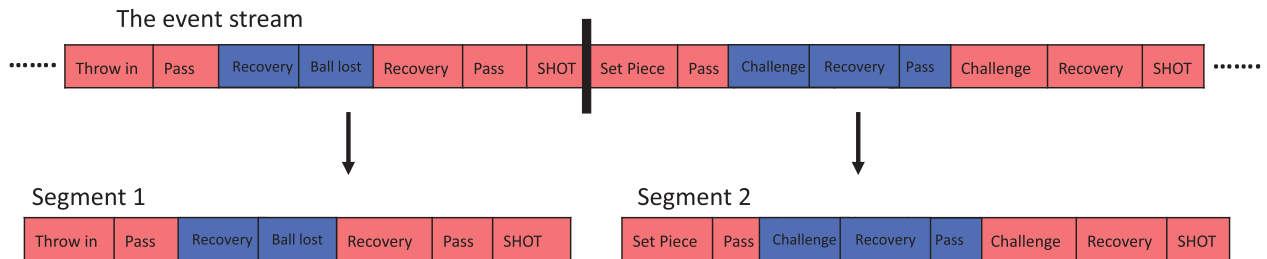 The event stream
....... Throw in Pass Recovery Ball lost Recovery Pass SHOT Set Piece Pass Challenge Recovery Pass Challenge Recovery SHOT .......
Segment 1
Throw in Pass Recovery Ball lost Recovery Pass SHOT
Segment 2
Set Piece Pass Challenge Recovery Pass Challenge Recovery SHOT